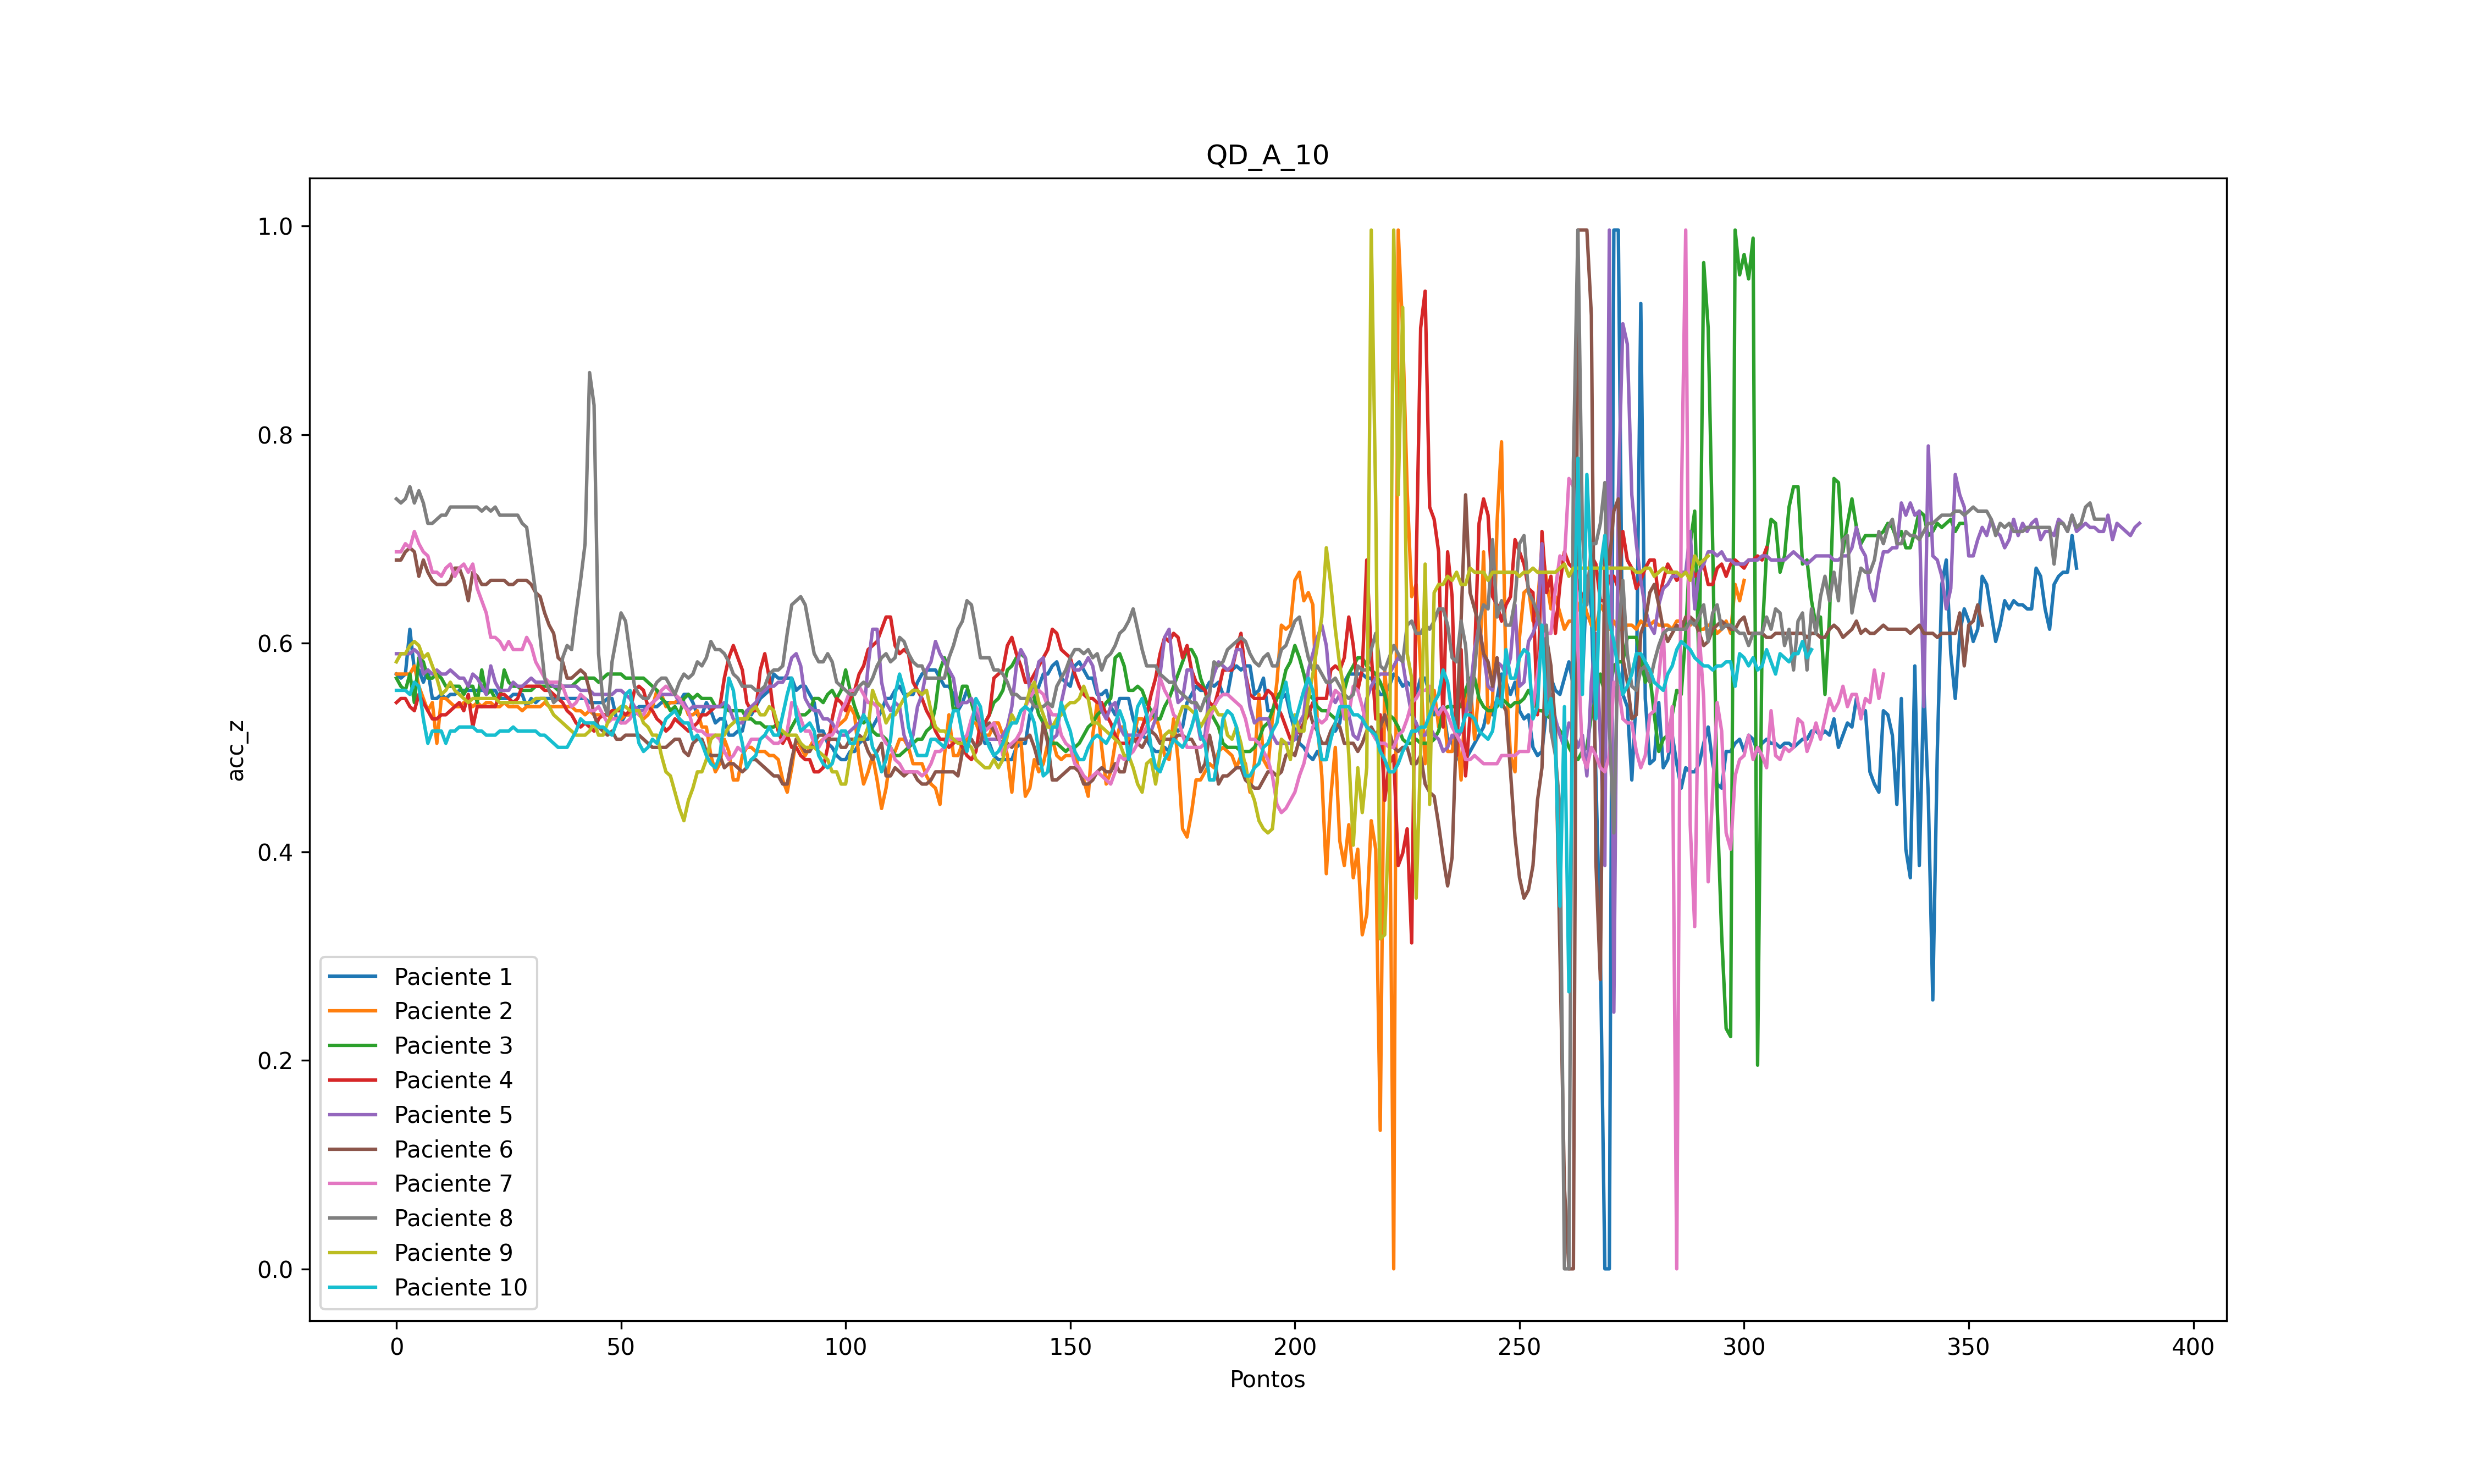 QD_A_10
acc_z
1.0
0.8
0.6
0.4
0.2
0.0
Paciente 1
Paciente 2
Paciente 3
Paciente 4
Paciente 5
Paciente 6
Paciente 7
Paciente 8
Paciente 9
Paciente 10
0 50 100 150 200 250 300 350 400
Pontos